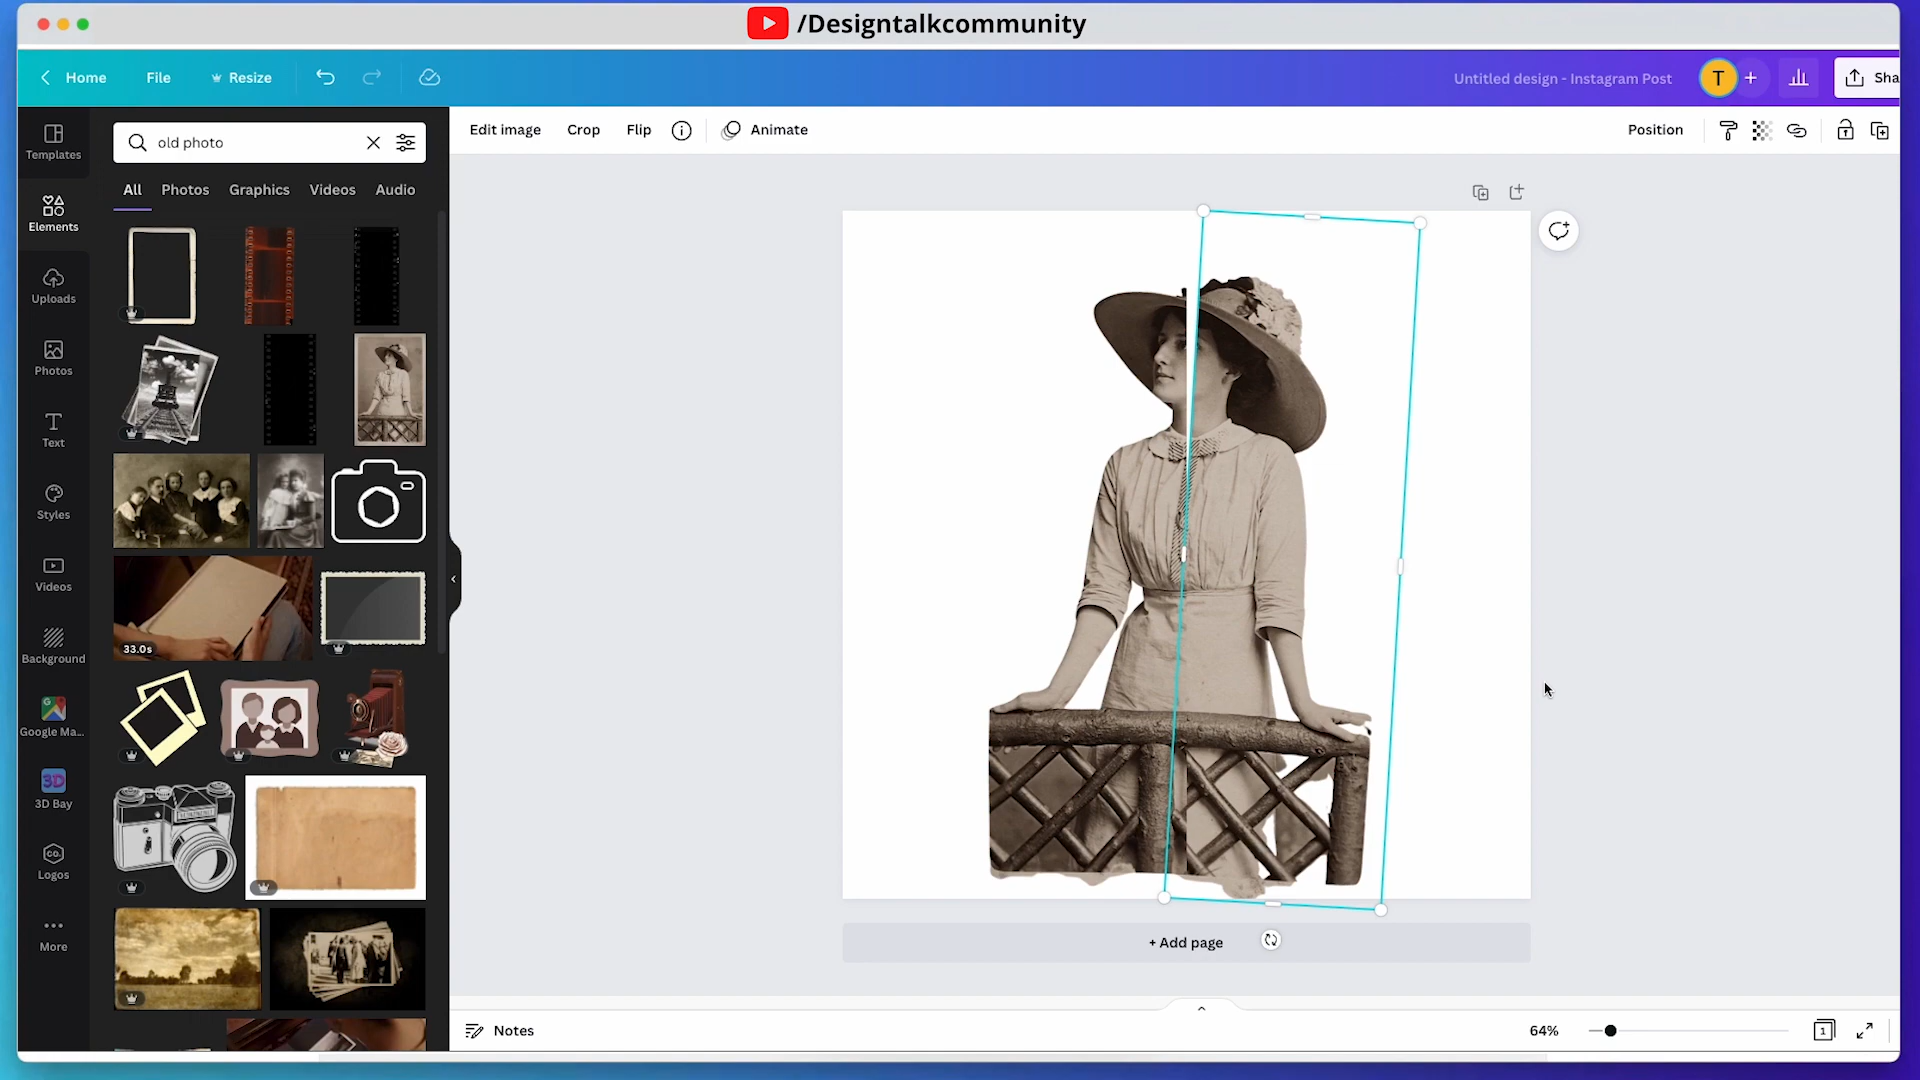 /Designtalkcommunity
Home File Resize
Untitled design - Instagram Post T + Sha
Edit image Crop Flip Animate Position
Templates
Elements
Uploads
Photos
Text
Styles
Videos
Background
Google Ma...
3D Bay
CO.
Logos
More
old photo
All Photos Graphics Videos Audio
33.0s
+ Add page
Notes 64% 1